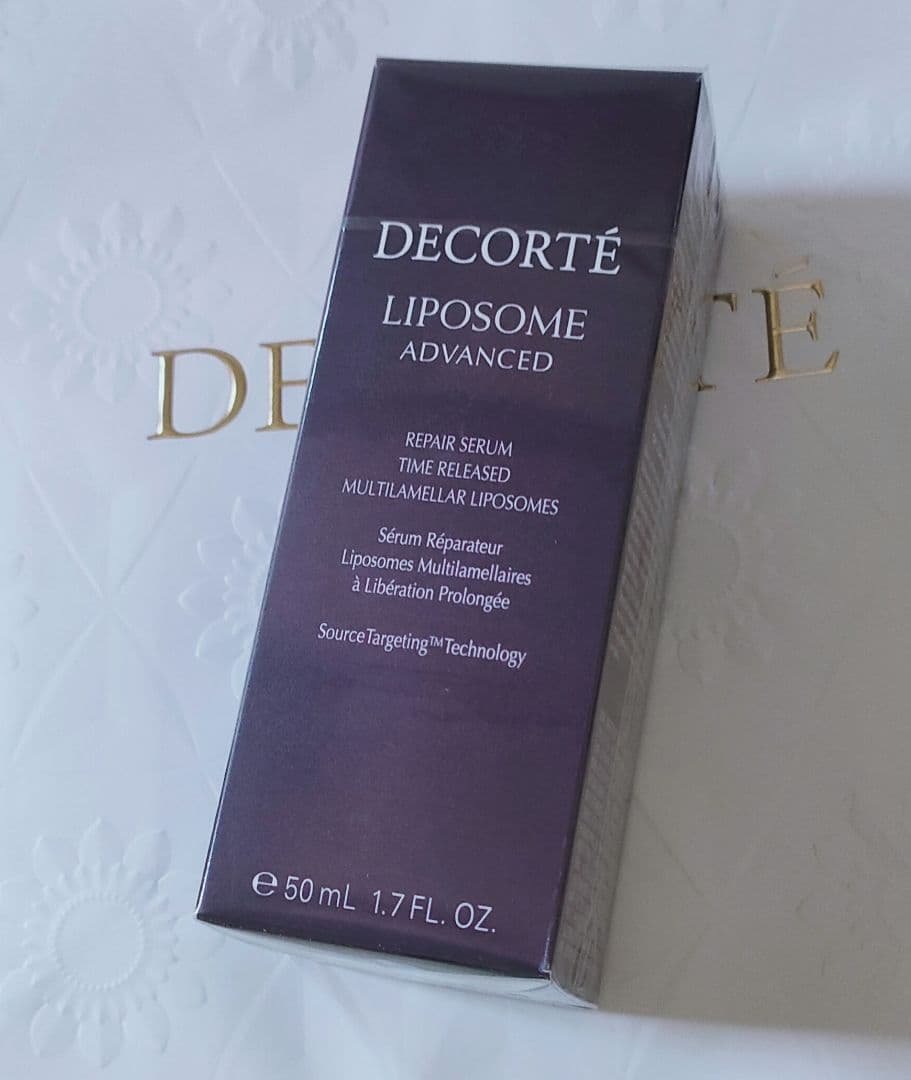 DECORTÉ
LIPOSOME
ADVANCED
REPAIR SERUM
TIME RELEASED
MULTILAMELLAR LIPOSOMES
Sérum Réparateur
Liposomes Multilamellaires
à Libération Prolongée
SourceTargeting™Technology
℮ 50 mL 1.7 FL. OZ.
DE TÉ